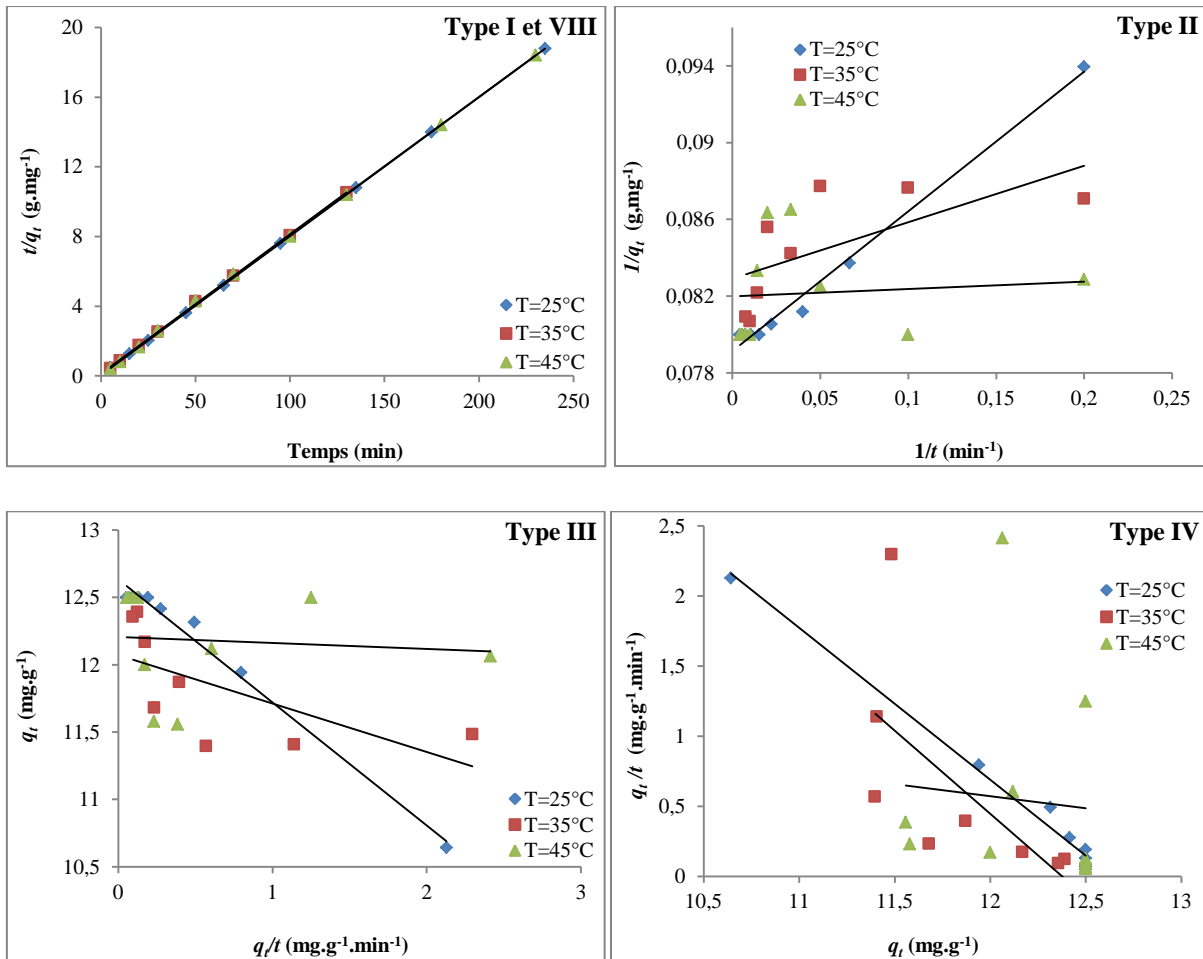 Type I et VIII
20
16
12
8
4
0
t/qt (g.mg-1)
T=25°C
T=35°C
T=45°C
0 50 100 150 200 250
Temps (min)
Type II
T=25°C
T=35°C
T=45°C
0,094
0,09
0,086
0,082
0,078
1/qt (g,mg-1)
0 0,05 0,1 0,15 0,2 0,25
1/t (min-1)
Type III
13
12.5
12
11.5
11
10,5
qt (mg.g-1)
T=25°C
T=35°C
T=45°C
0 1 2 3
qt/t (mg.g-1.min-1)
Type IV
2,5
2
1,5
1
0,5
0
qt /t (mg.g-1.min-1)
T=25°C
T=35°C
T=45°C
10,5 11 11,5 12 12,5 13
qt (mg.g-1)